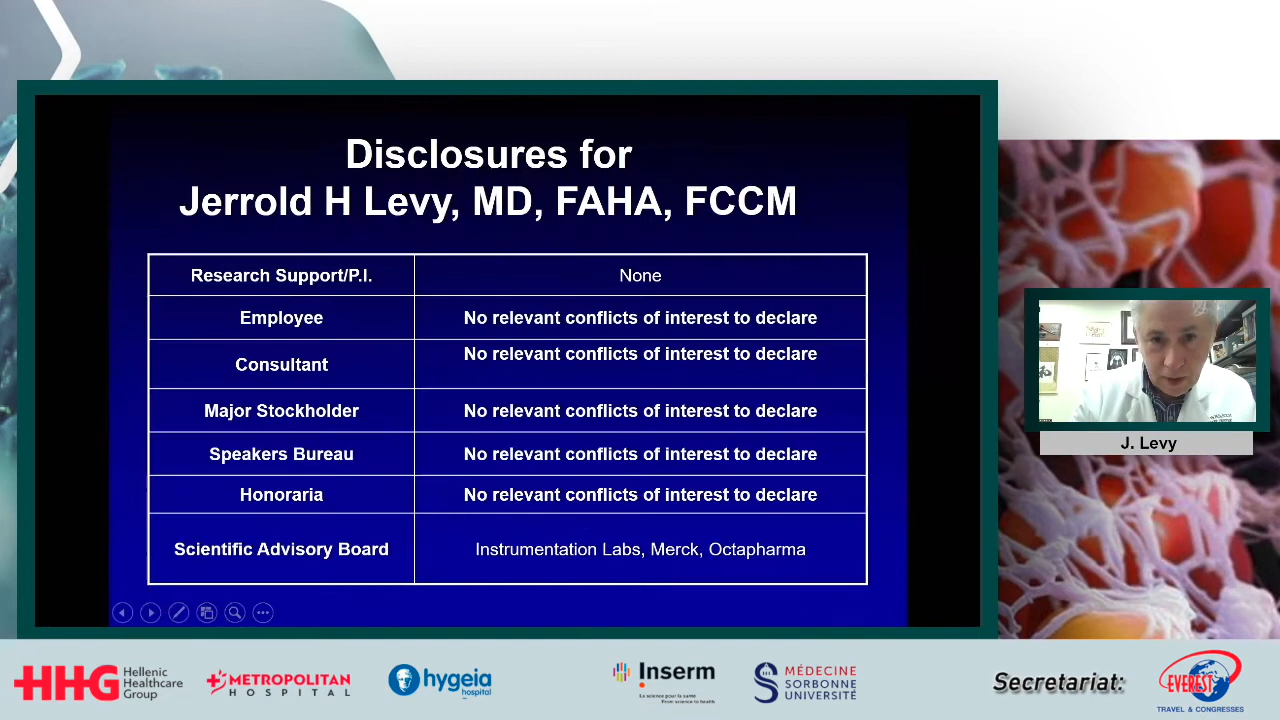 Disclosures for
Jerrold H Levy, MD, FAHA, FCCM
Research Support/P.I.
None
Employee
No relevant conflicts of interest to declare
Consultant
No relevant conflicts of interest to declare
Major Stockholder
No relevant conflicts of interest to declare
Speakers Bureau
No relevant conflicts of interest to declare
Honoraria
No relevant conflicts of interest to declare
Scientific Advisory Board
Instrumentation Labs, Merck, Octapharma
J. Levy
HHG
Hellenic
Healthcare
Group
METROPOLITAN
HOSPITAL
hygeia
hospital
Inserm
La science pour la santé
From science to health
MÉDECINE
SORBONNE
UNIVERSITÉ
Secretariat:
EVEREST
TRAVEL & CONGRESSES